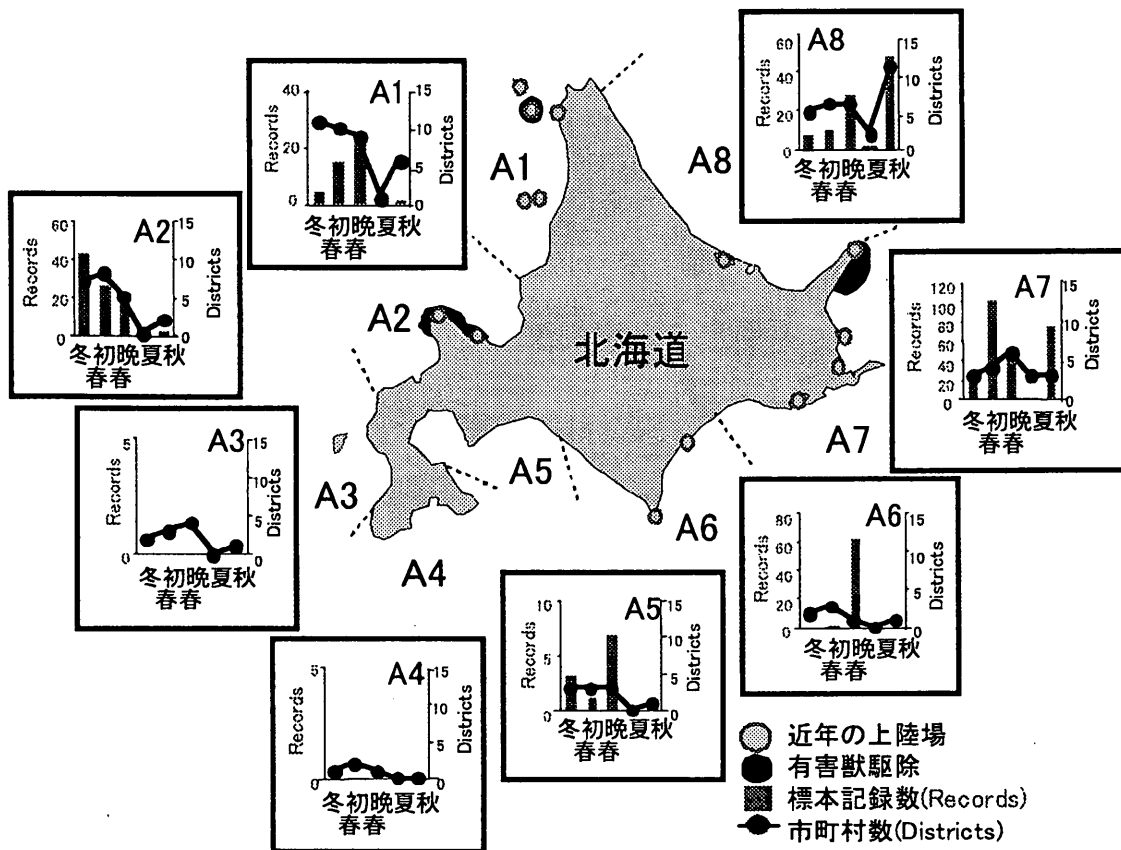 A1
Records
Districts
40
20
0
15
10
5
0
冬初晩夏秋
春春
A8
Records
Districts
60
40
20
0
15
10
5
0
冬初晩夏秋
春春
A2
Records
Districts
60
40
20
0
15
10
5
0
冬初晩夏秋
春春
A7
Records
Districts
120
100
80
60
40
20
0
15
10
5
0
冬初晩夏秋
春春
A3
Records
Districts
5
0
15
10
5
0
冬初晩夏秋
春春
A6
Records
Districts
80
60
40
20
0
15
10
5
0
冬初晩夏秋
春春
A4
Records
Districts
5
0
15
10
5
0
冬初晩夏秋
春春
A5
Records
Districts
10
5
0
15
10
5
0
冬初晩夏秋
春春
A1
A8
A2
北海道
A7
A3
A5
A6
A4
近年の上陸場
有害獣駆除
標本記録数(Records)
市町村数(Districts)